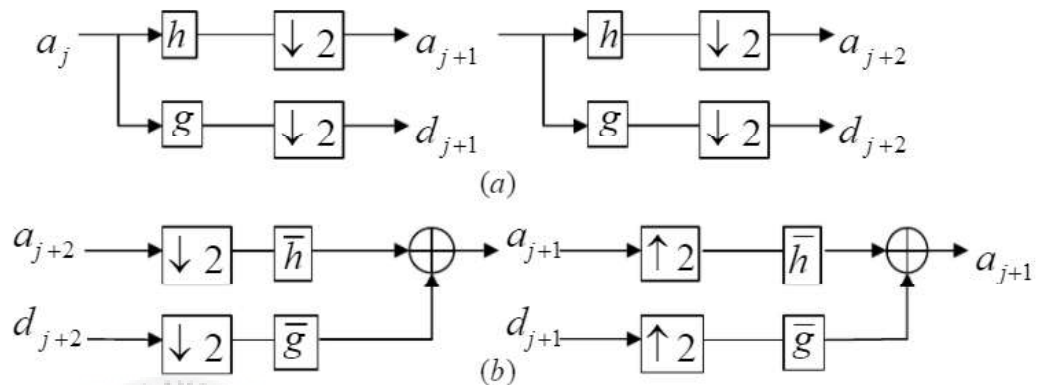 a_j h ↓ 2 a_{j+1} h ↓ 2 a_{j+2}
g ↓ 2 d_{j+1} g ↓ 2 d_{j+2}
(a)
a_{j+2} ↓ 2 h̅ a_{j+1} ↑ 2 h̅ a_{j+1}
d_{j+2} ↓ 2 g̅ d_{j+1} ↑ 2 g̅
(b)